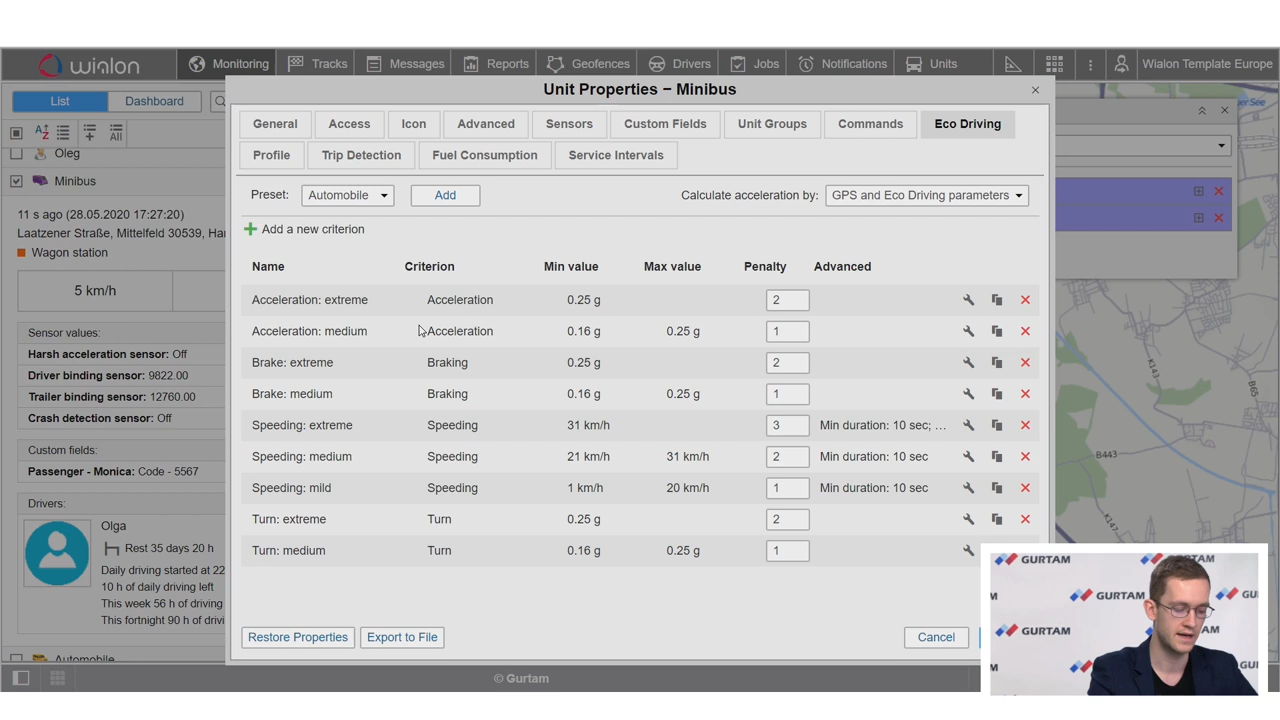 wialon Monitoring Tracks Messages Reports Geofences Drivers Jobs Notifications Units Wialon Template Europe
Unit Properties – Minibus
List Dashboard
General Access Icon Advanced Sensors Custom Fields Unit Groups Commands Eco Driving
Profile Trip Detection Fuel Consumption Service Intervals
Oleg
Minibus
Preset: Automobile Add Calculate acceleration by: GPS and Eco Driving parameters
11 s ago (28.05.2020 17:27:20)
Laatzener Straße, Mittelfeld 30539, Han
Wagon station
5 km/h
Add a new criterion
Name Criterion Min value Max value Penalty Advanced
Acceleration: extreme Acceleration 0.25 g 2
Acceleration: medium Acceleration 0.16 g 0.25 g 1
Brake: extreme Braking 0.25 g 2
Brake: medium Braking 0.16 g 0.25 g 1
Speeding: extreme Speeding 31 km/h 3 Min duration: 10 sec; ...
Speeding: medium Speeding 21 km/h 31 km/h 2 Min duration: 10 sec
Speeding: mild Speeding 1 km/h 20 km/h 1 Min duration: 10 sec
Turn: extreme Turn 0.25 g 2
Turn: medium Turn 0.16 g 0.25 g 1
Sensor values:
Harsh acceleration sensor: Off
Driver binding sensor: 9822.00
Trailer binding sensor: 12760.00
Crash detection sensor: Off
Custom fields:
Passenger - Monica: Code - 5567
Drivers:
Olga
Rest 35 days 20 h
Daily driving started at 22
10 h of daily driving left
This week 56 h of driving
This fortnight 90 h of drivi
Automobile
Restore Properties Export to File Cancel
K143
B65
B443
K147
GURTAM
GURTAM
GURTAM
GURTAM
© Gurtam